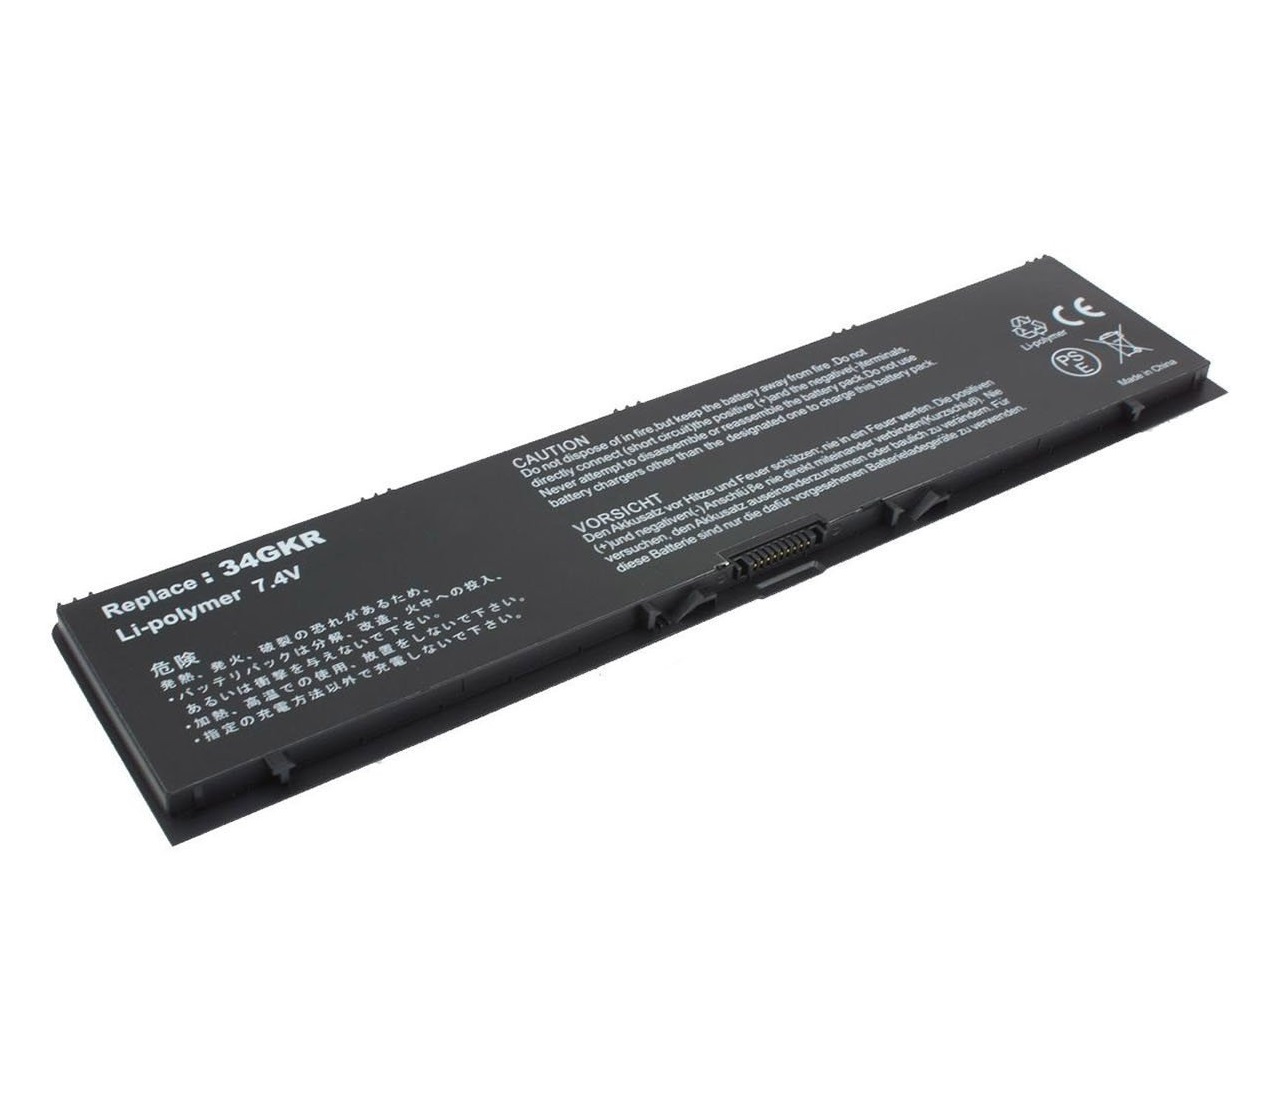 Replace : 34GKR
Li-polymer 7.4V
危険
発熱、発火、破裂の恐れがあるため、
・バッテリパックは分解、改造、火中への投入、
あるいは衝撃を与えないで下さい。
・加熱、高温での使用、放置をしないで下さい。
・指定の充電方法以外で充電しないで下さい。
CAUTION
Do not dispose of in fire,but keep the battery away from fire .Do not
directly connect (short circuit)the positive (+)and the negative(-)terminals.
Never attempt to disassemble or reassemble the battery pack.Do not use
battery chargers other than the designated one to charge this battery pack.
VORSICHT
Den Akkusatz vor Hitze und Feuer schützen, nie in ein Feuer werfen. Die positiven
(+)und negativen(-) Anschlüße nie direkt miteinander verbinden(Kurzschluß). Nie
versuchen, den Akkusatz auseinanderzunehmen oder baulich zu verändern. Für
diese Batterie sind nur die dafür vorgesehenen Batterieladegeräte zu verwenden.
Li-polymer
CE
PS
E
Made in China